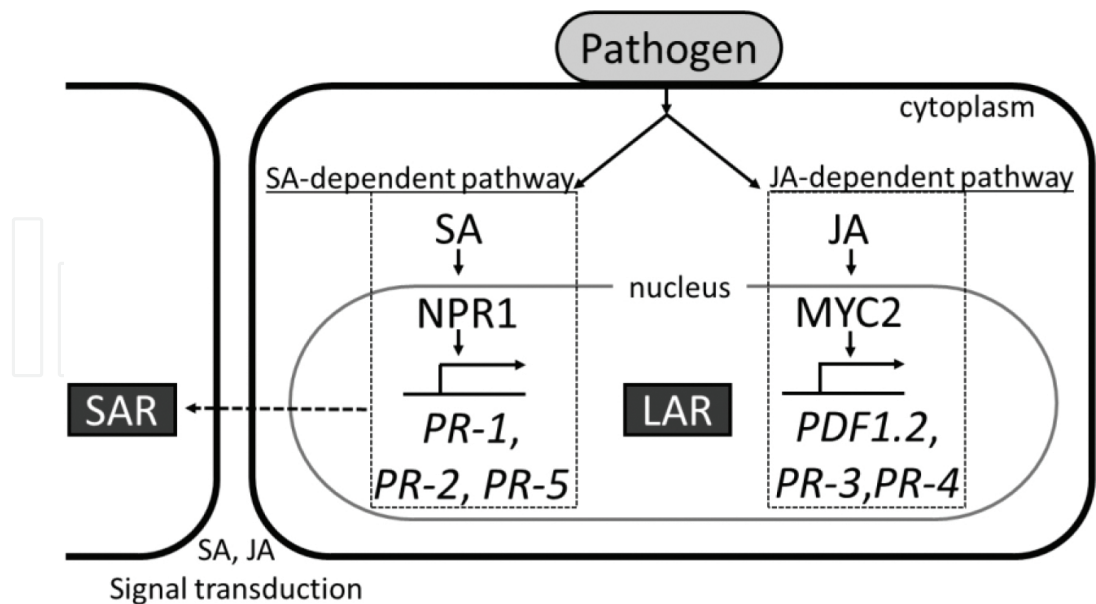 Pathogen
cytoplasm
SA-dependent pathway
JA-dependent pathway
SA
JA
nucleus
NPR1
MYC2
SAR
LAR
PR-1,
PR-2, PR-5
PDF1.2,
PR-3,PR-4
SA, JA
Signal transduction